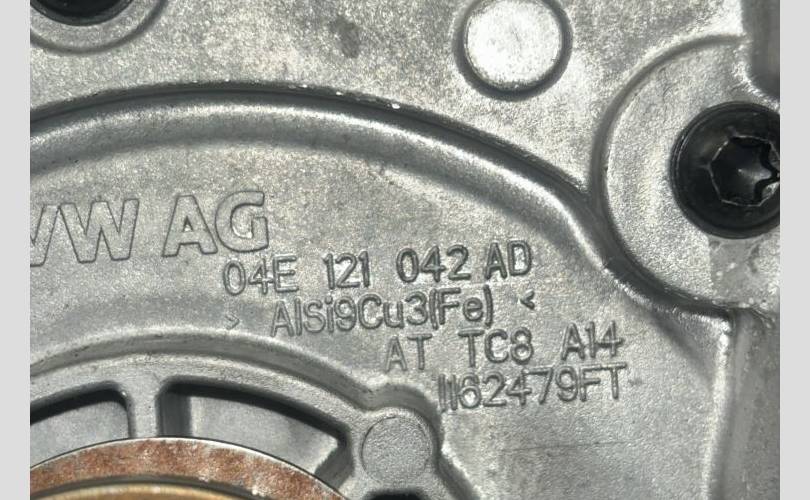 VW AG
04E 121 042 AD
> AlSi9Cu3(Fe) <
AT TC8 A14
1162479FT